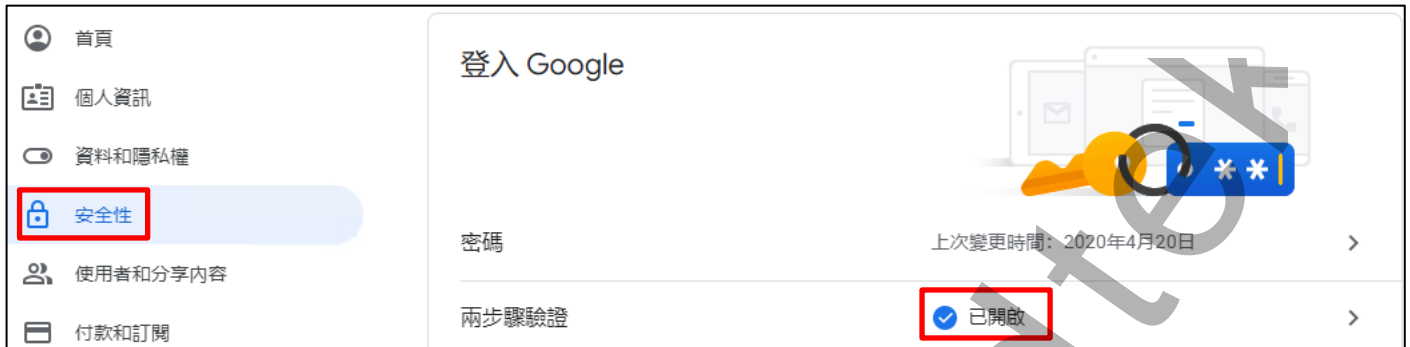 首頁
個人資訊
資料和隱私權
安全性
使用者和分享內容
付款和訂閱
登入 Google
**
密碼
上次變更時間：2020年4月20日
兩步驟驗證
已開啟
tek